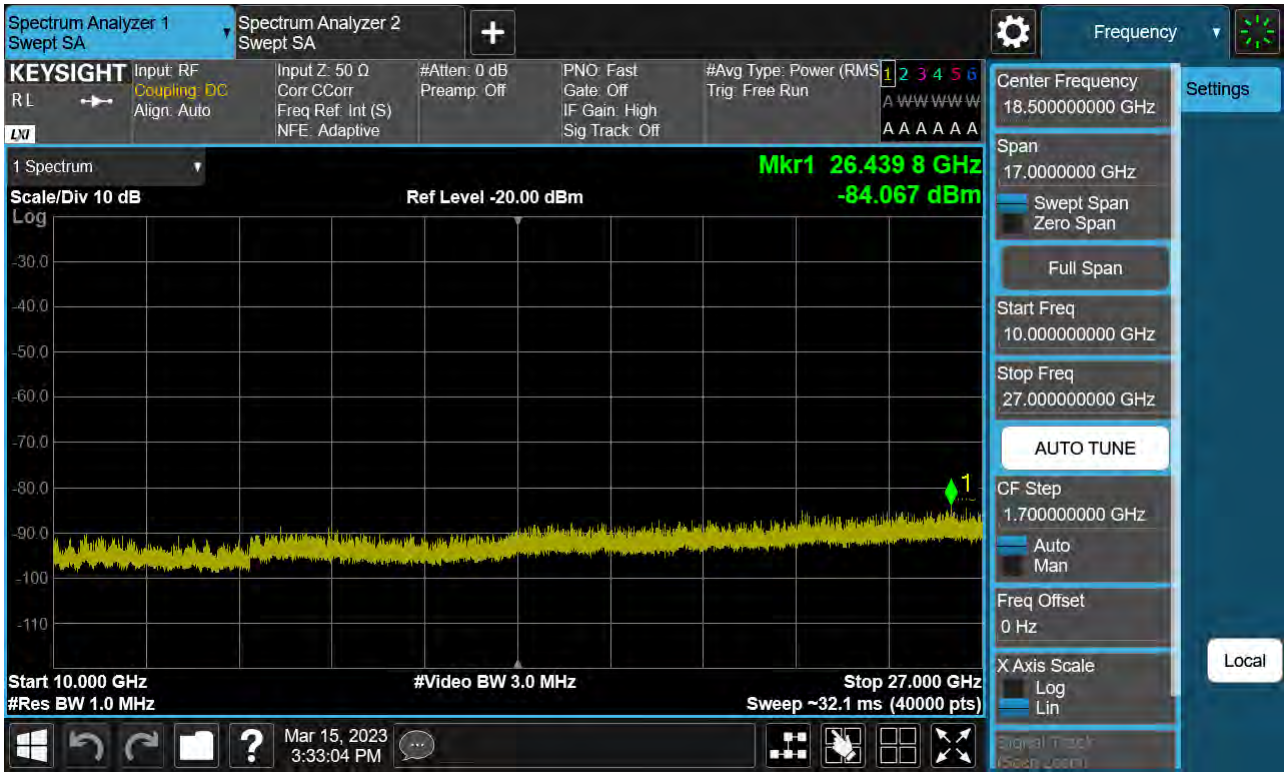 Spectrum Analyzer 1
Swept SA
Spectrum Analyzer 2
Swept SA
Frequency
KEYSIGHT
R L
LXI
Input: RF
Coupling: DC
Align: Auto
Input Z: 50 Ω
Corr CCorr
Freq Ref: Int (S)
NFE: Adaptive
#Atten: 0 dB
Preamp: Off
PNO: Fast
Gate: Off
IF Gain: High
Sig Track: Off
#Avg Type: Power (RMS
Trig: Free Run
1 2 3 4 5 6
A W W W W W
A A A A A A
1 Spectrum
Scale/Div 10 dB
Ref Level -20.00 dBm
Mkr1 26.439 8 GHz
-84.067 dBm
Log
-30.0
-40.0
-50.0
-60.0
-70.0
-80.0
-90.0
-100
-110
1
Start 10.000 GHz
#Video BW 3.0 MHz
Stop 27.000 GHz
#Res BW 1.0 MHz
Sweep ~32.1 ms (40000 pts)
Center Frequency
18.500000000 GHz
Span
17.0000000 GHz
Swept Span
Zero Span
Full Span
Start Freq
10.000000000 GHz
Stop Freq
27.000000000 GHz
AUTO TUNE
CF Step
1.700000000 GHz
Auto
Man
Freq Offset
0 Hz
X Axis Scale
Log
Lin
Signal Track
(Span Zoom)
Settings
Local
?
Mar 15, 2023
3:33:04 PM